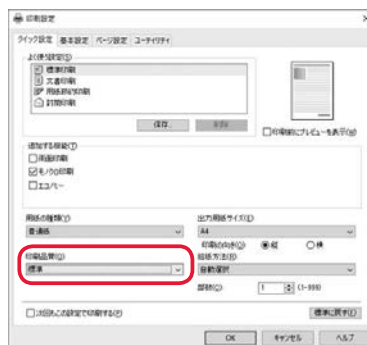 印刷設定
クイック設定 基本設定 ページ設定 ユーティリティ
よく使う設定(S)
標準印刷
文書印刷
用紙節約印刷
封筒印刷
保存... 削除
印刷前にプレビューを表示(W)
追加する機能(T)
両面印刷
モノクロ印刷
エコ/
用紙の種類(Y)
普通紙
出力用紙サイズ(I)
A4
印刷の向き(O) 縦 横
印刷品質(Q)
標準
給紙方法(R)
自動選択
部数(C) 1 (1-999)
次回もこの設定で印刷する(P)
標準に戻す(F)
OK キャンセル ヘルプ